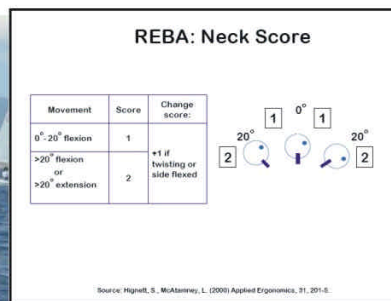 REBA: Neck Score
Movement Score Change score:
0°-20° flexion 1
>20° flexion or >20° extension 2
+1 if twisting or side flexed
0°
1 1
20° 20°
2 2
Source: Hignett, S., McAtamney, L. (2000) Applied Ergonomics, 31, 201-5.